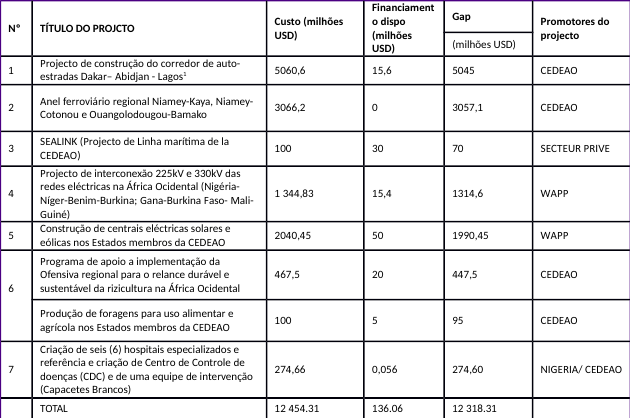 Nº TÍTULO DO PROJCTO Custo (milhões USD) Financiament o dispo (milhões USD) Gap (milhões USD) Promotores do projecto
1 Projecto de construção do corredor de auto-
estradas Dakar– Abidjan - Lagos¹ 5060,6 15,6 5045 CEDEAO
2 Anel ferroviário regional Niamey-Kaya, Niamey-
Cotonou e Ouangolodougou-Bamako 3066,2 0 3057,1 CEDEAO
3 SEALINK (Projecto de Linha marítima de la
CEDEAO) 100 30 70 SECTEUR PRIVE
4 Projecto de interconexão 225kV e 330kV das
redes eléctricas na África Ocidental (Nigéria-
Níger-Benim-Burkina; Gana-Burkina Faso- Mali-
Guiné) 1 344,83 15,4 1314,6 WAPP
5 Construção de centrais eléctricas solares e
eólicas nos Estados membros da CEDEAO 2040,45 50 1990,45 WAPP
6 Programa de apoio a implementação da
Ofensiva regional para o relance durável e
sustentável da rizicultura na África Ocidental 467,5 20 447,5 CEDEAO
Produção de foragens para uso alimentar e
agrícola nos Estados membros da CEDEAO 100 5 95 CEDEAO
7 Criação de seis (6) hospitais especializados e
referência e criação de Centro de Controle de
doenças (CDC) e de uma equipe de intervenção
(Capacetes Brancos) 274,66 0,056 274,60 NIGERIA/ CEDEAO
TOTAL 12 454.31 136.06 12 318.31